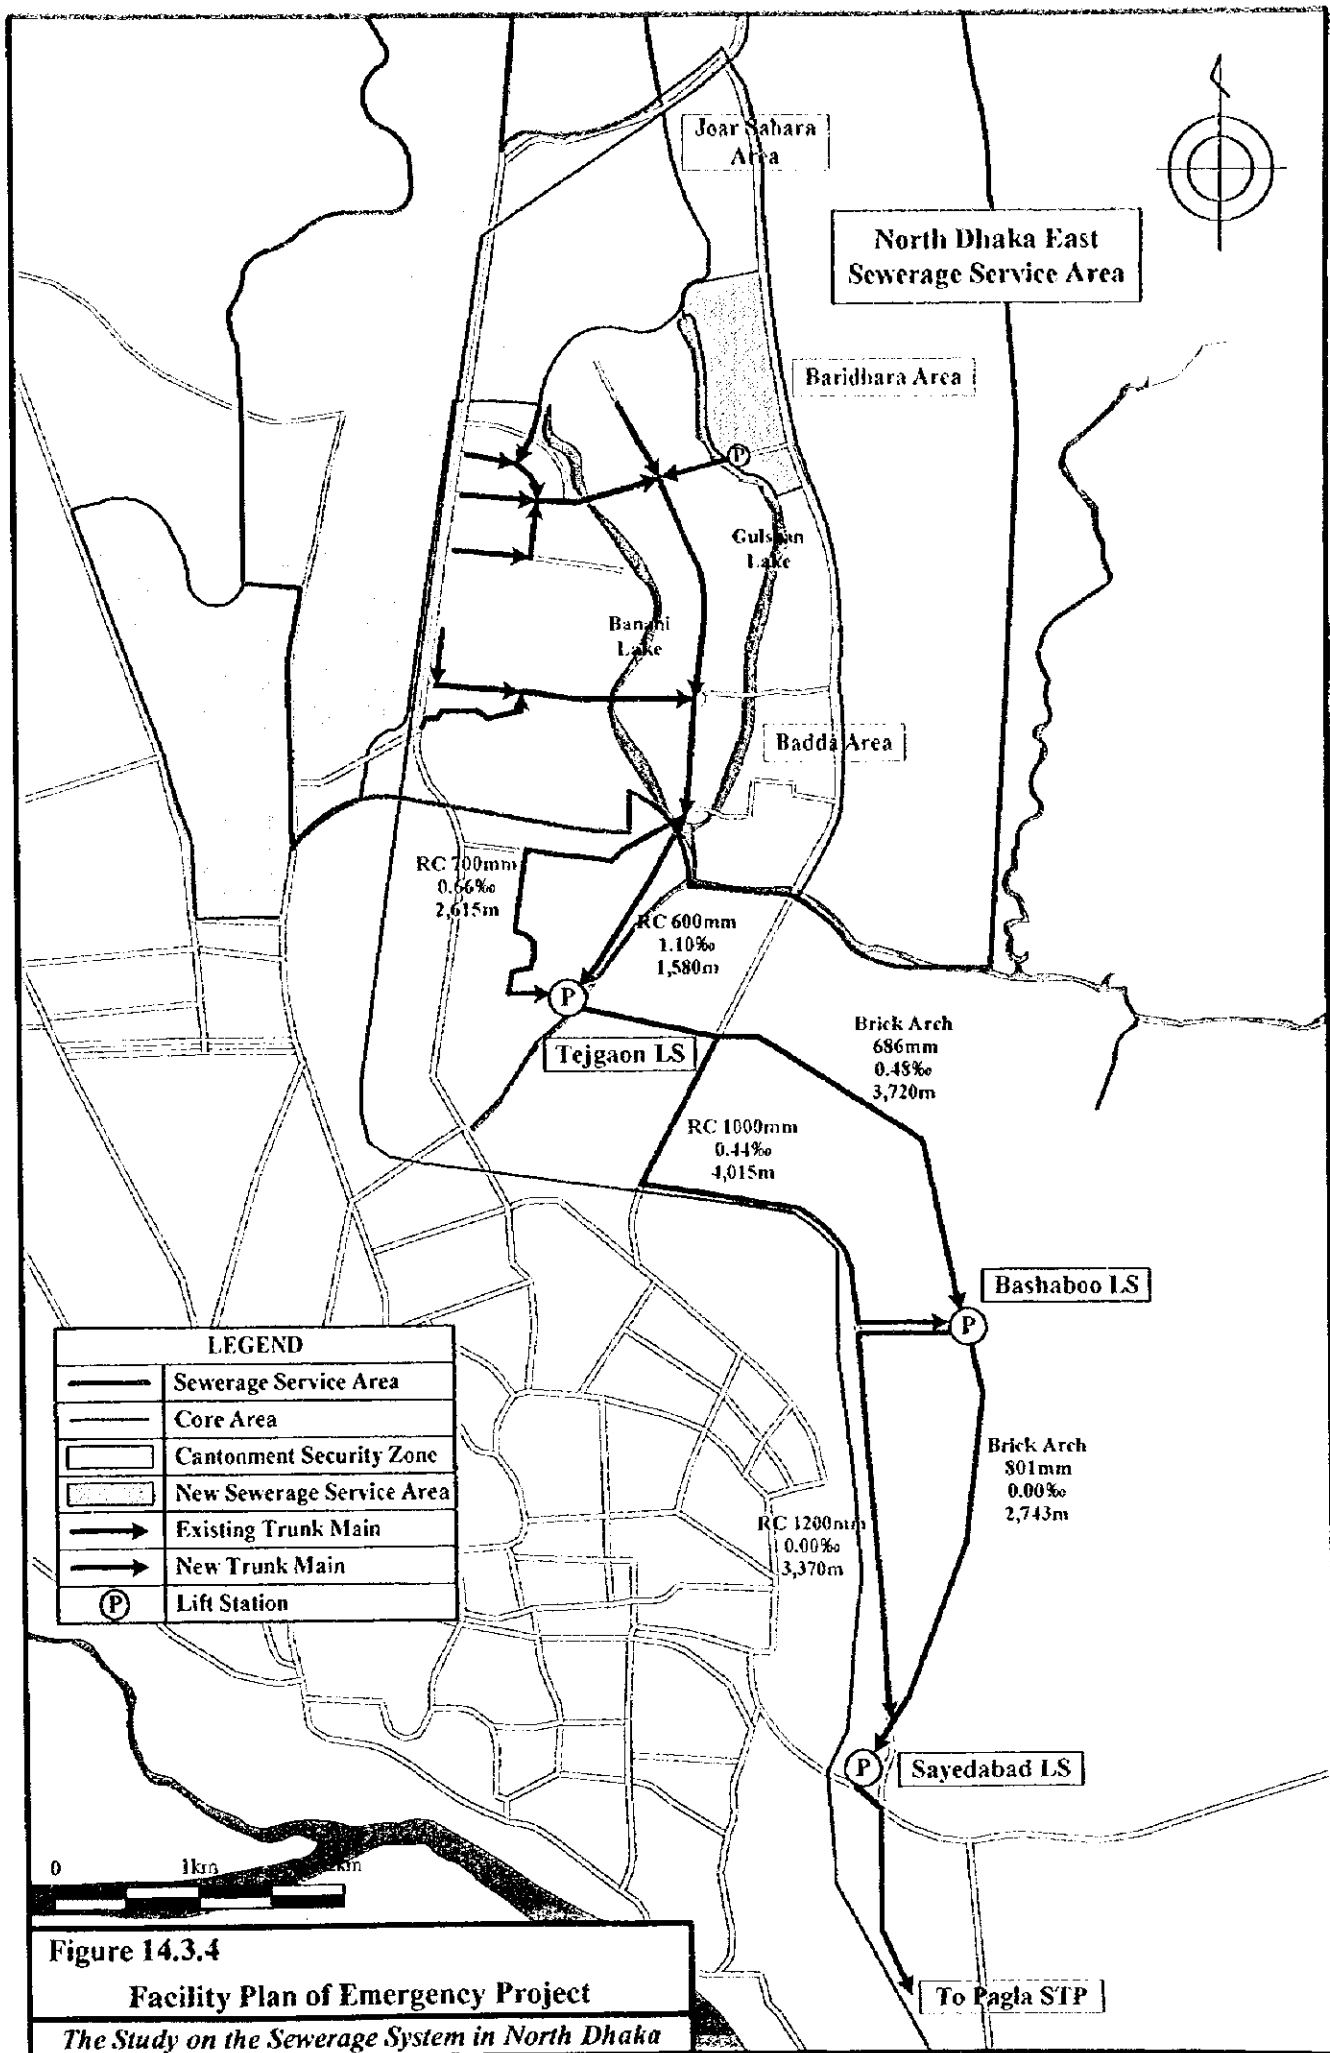 Joar Sahara
Area
North Dhaka East
Sewerage Service Area
Baridhara Area
P
Gulshan
Lake
Banani
Lake
Badda Area
RC 700mm
0.66‰
2,615m
RC 600mm
1.10‰
1,580m
P
Tejgaon LS
Brick Arch
686mm
0.48‰
3,720m
RC 1000mm
0.44‰
4,015m
Bashaboo LS
P
LEGEND
Sewerage Service Area
Core Area
Cantonment Security Zone
New Sewerage Service Area
Existing Trunk Main
New Trunk Main
P Lift Station
Brick Arch
801mm
0.00‰
2,743m
RC 1200mm
0.00‰
3,370m
P
Sayedabad LS
0 1km 2km
Figure 14.3.4
Facility Plan of Emergency Project
The Study on the Sewerage System in North Dhaka
To Pagla STP